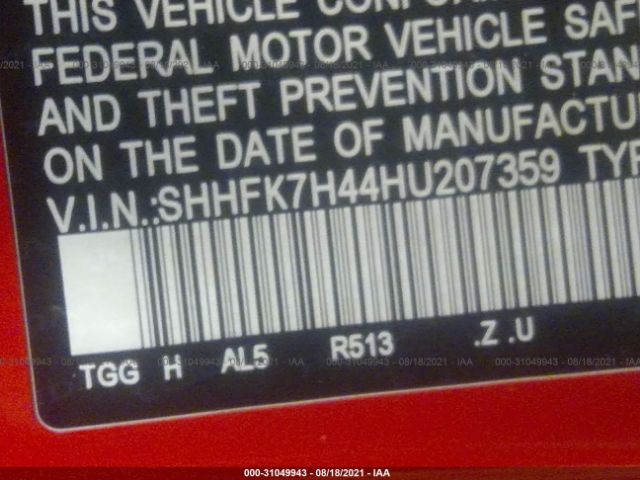 THIS VEHICLE
FEDERAL MOTOR VEHICLE SAF
AND THEFT PREVENTION STAN
ON THE DATE OF MANUFACTU
V.I.N.:SHHFK7H44HU207359 TYP
TGG H AL5 R513 .Z .U
000-31049943 - 08/18/2021 - IAA